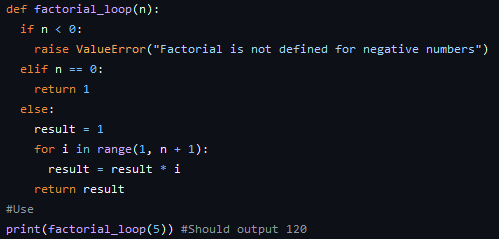 def factorial_loop(n):
  if n < 0:
    raise ValueError("Factorial is not defined for negative numbers")
  elif n == 0:
    return 1
  else:
    result = 1
    for i in range(1, n + 1):
      result = result * i
    return result
#Use
print(factorial_loop(5)) #Should output 120